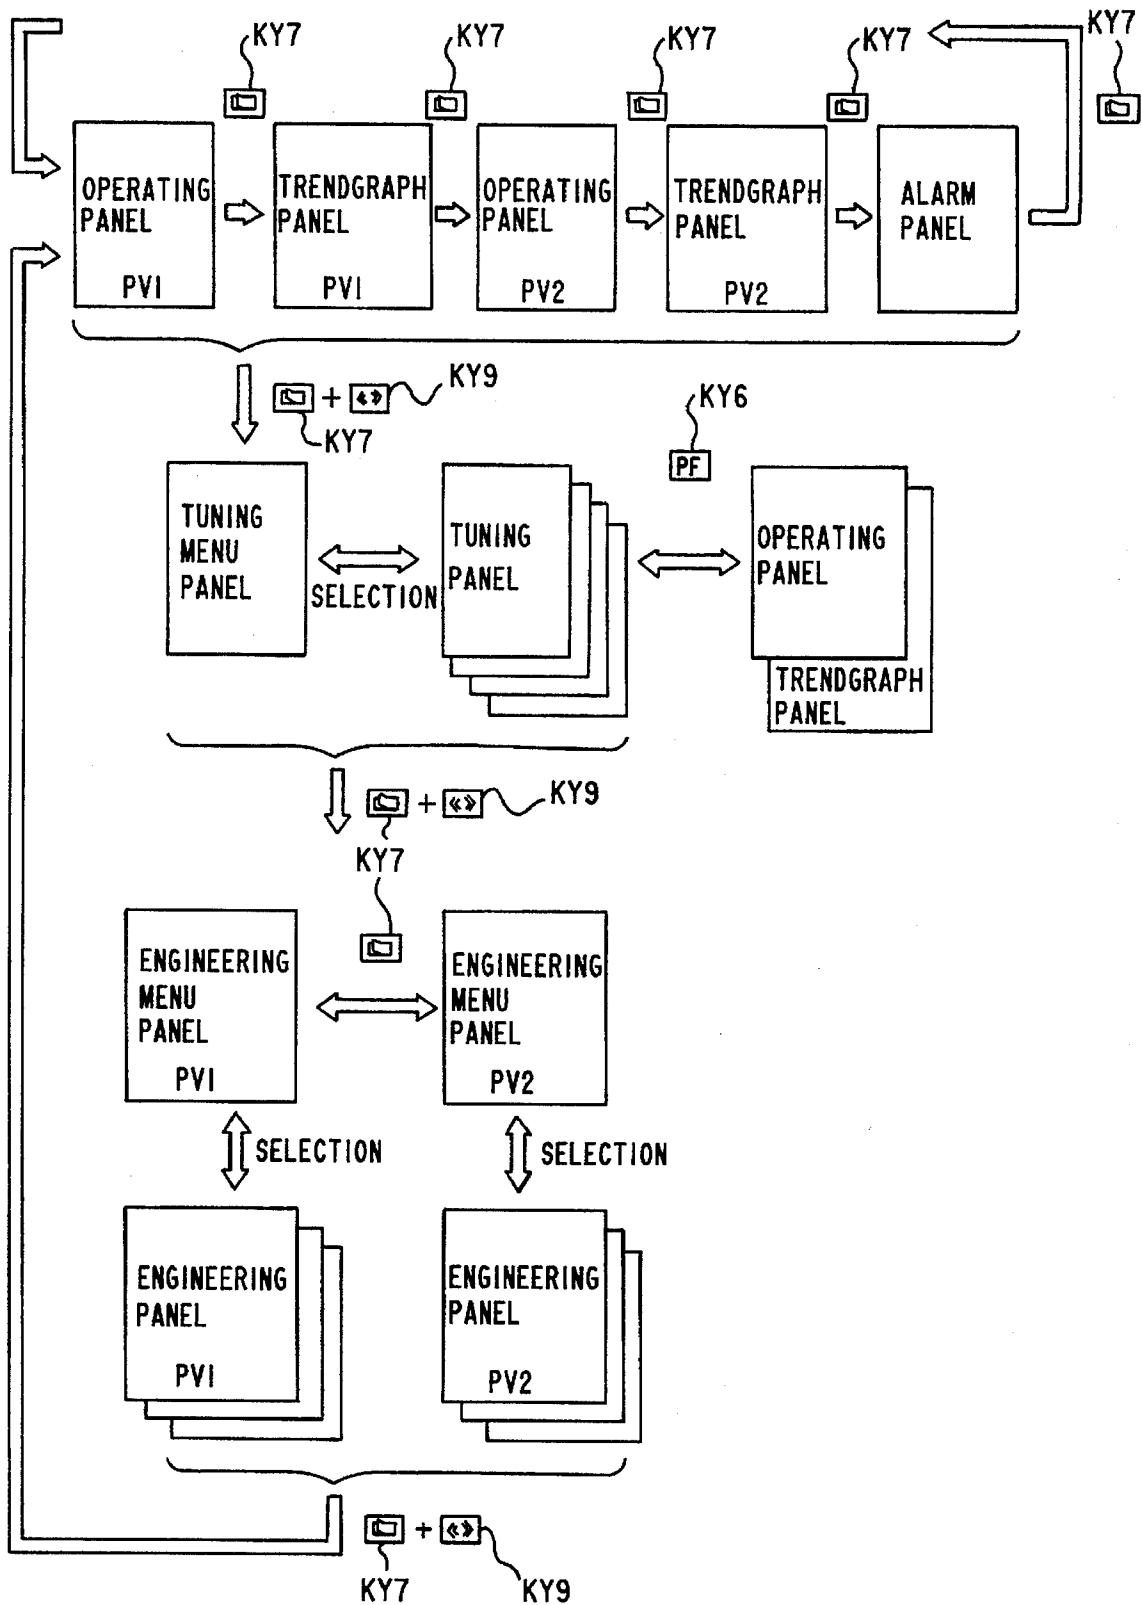 KY7
KY7
KY7
KY7
KY7
OPERATING
PANEL
PV1
TRENDGRAPH
PANEL
PV1
OPERATING
PANEL
PV2
TRENDGRAPH
PANEL
PV2
ALARM
PANEL
+ «»
KY9
KY7
KY6
PF
TUNING
MENU
PANEL
SELECTION
TUNING
PANEL
OPERATING
PANEL
TRENDGRAPH
PANEL
+ «»
KY9
KY7
ENGINEERING
MENU
PANEL
PV1
ENGINEERING
MENU
PANEL
PV2
SELECTION
SELECTION
ENGINEERING
PANEL
PV1
ENGINEERING
PANEL
PV2
+ «»
KY7
KY9